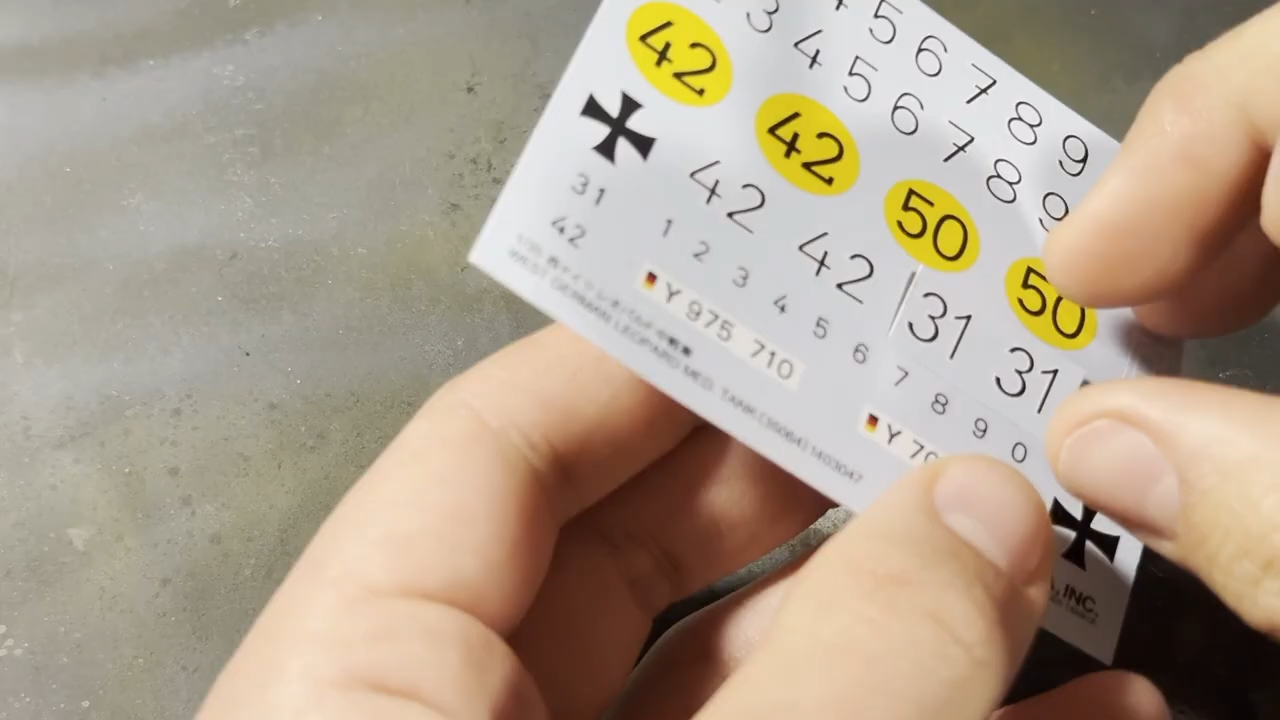 3 4 5 6 7 8 9
4 5 6 7 8 9
42
42
50
50
42
42
31
31
31
42
1 2 3 4 5 6 7 8 9 0
Y 975 710
Y 70
WEST GERMAN LEOPARD MED. TANK (35064) 1403047
INC.